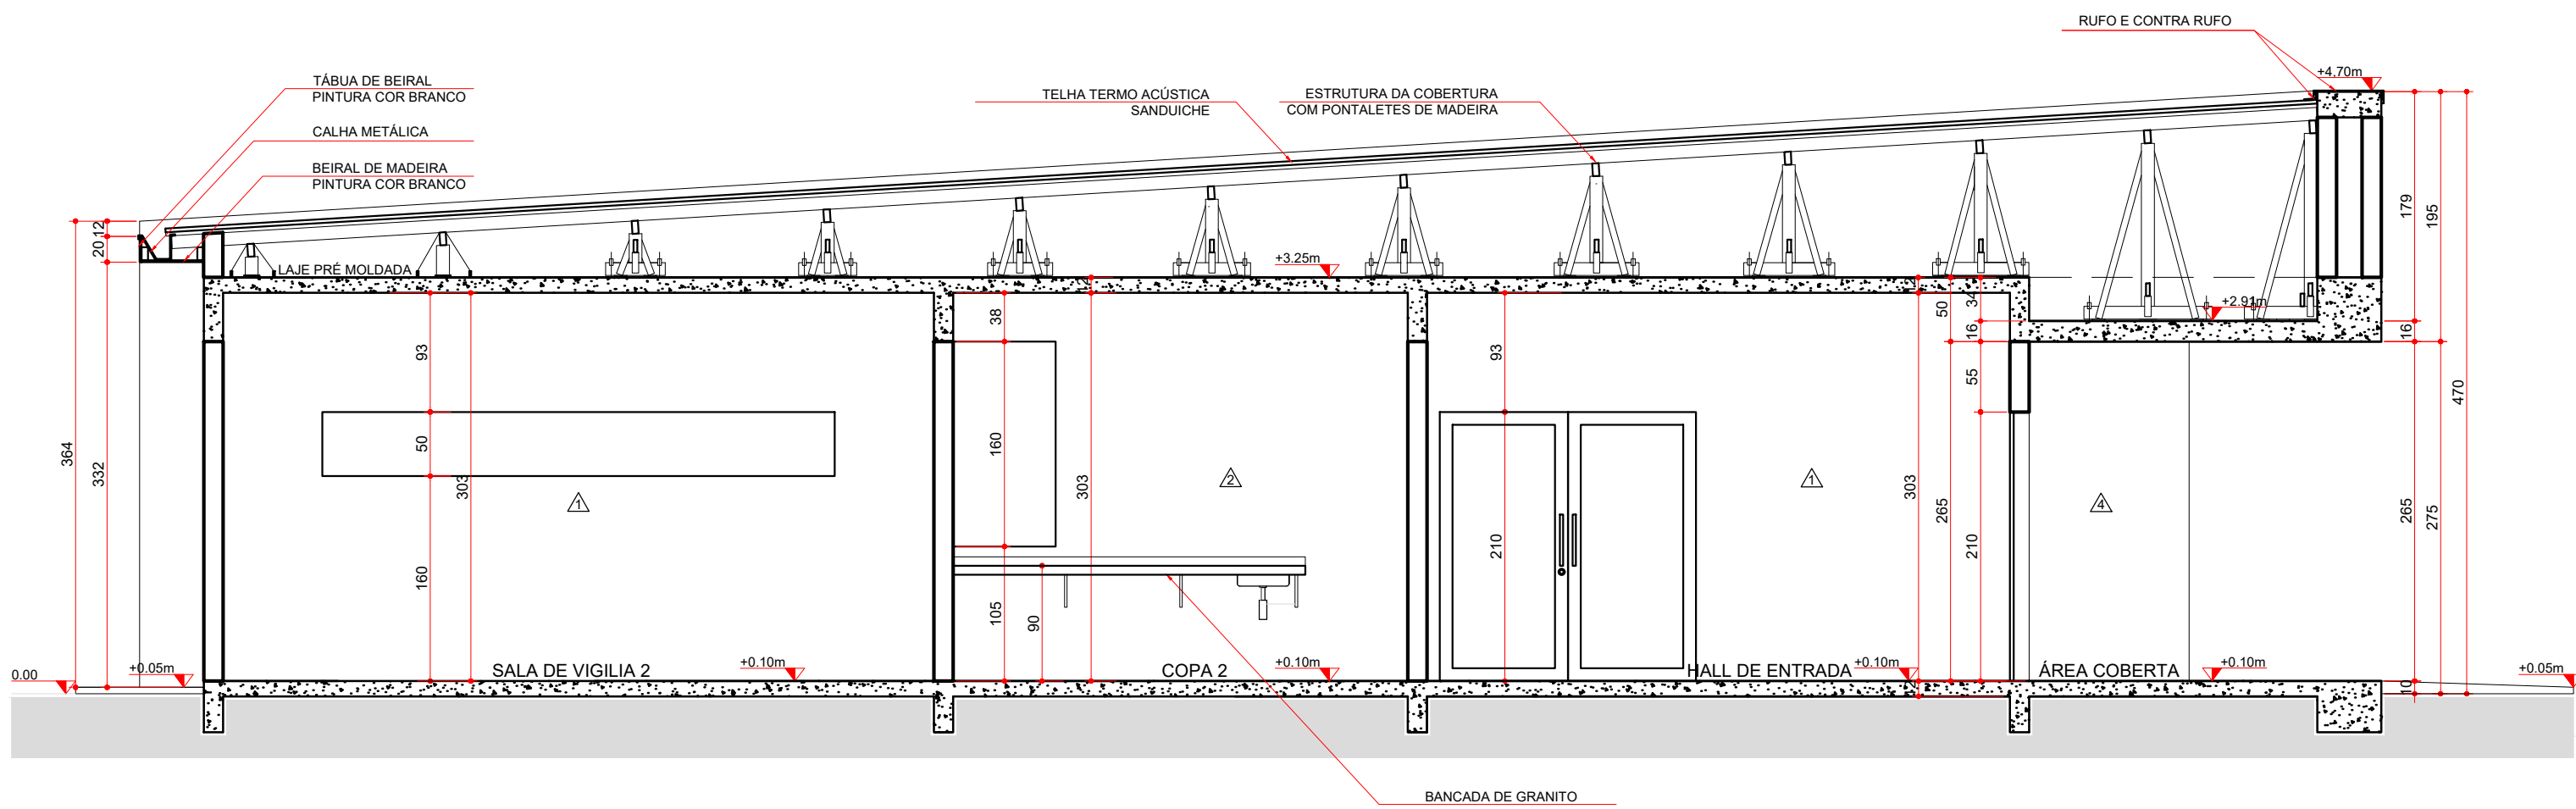 RUFO E CONTRA RUFO
+4,70m
TÁBUA DE BEIRAL
PINTURA COR BRANCO
TELHA TERMO ACÚSTICA
SANDUICHE
ESTRUTURA DA COBERTURA
COM PONTALETES DE MADEIRA
CALHA METÁLICA
BEIRAL DE MADEIRA
PINTURA COR BRANCO
12
20
LAJE PRÉ MOLDADA
+3.25m
+2.91m
179
195
16
470
265
275
10
364
332
93
50
160
303
38
160
105
90
303
12
93
210
12
303
12
50
265
34
16
55
210
1
2
1
4
0.00
+0.05m
SALA DE VIGILIA 2
+0.10m
COPA 2
+0.10m
HALL DE ENTRADA
+0.10m
ÁREA COBERTA
+0.10m
+0.05m
BANCADA DE GRANITO